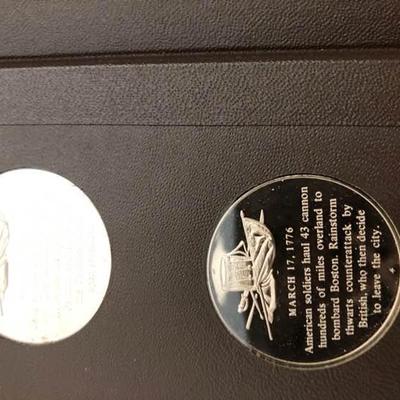 MARCH 17, 1776
American soldiers haul 43 cannon
hundreds of miles overland to
bombard Boston. Rainstorm
thwarts counterattack by
British, who then decide
to leave the city.